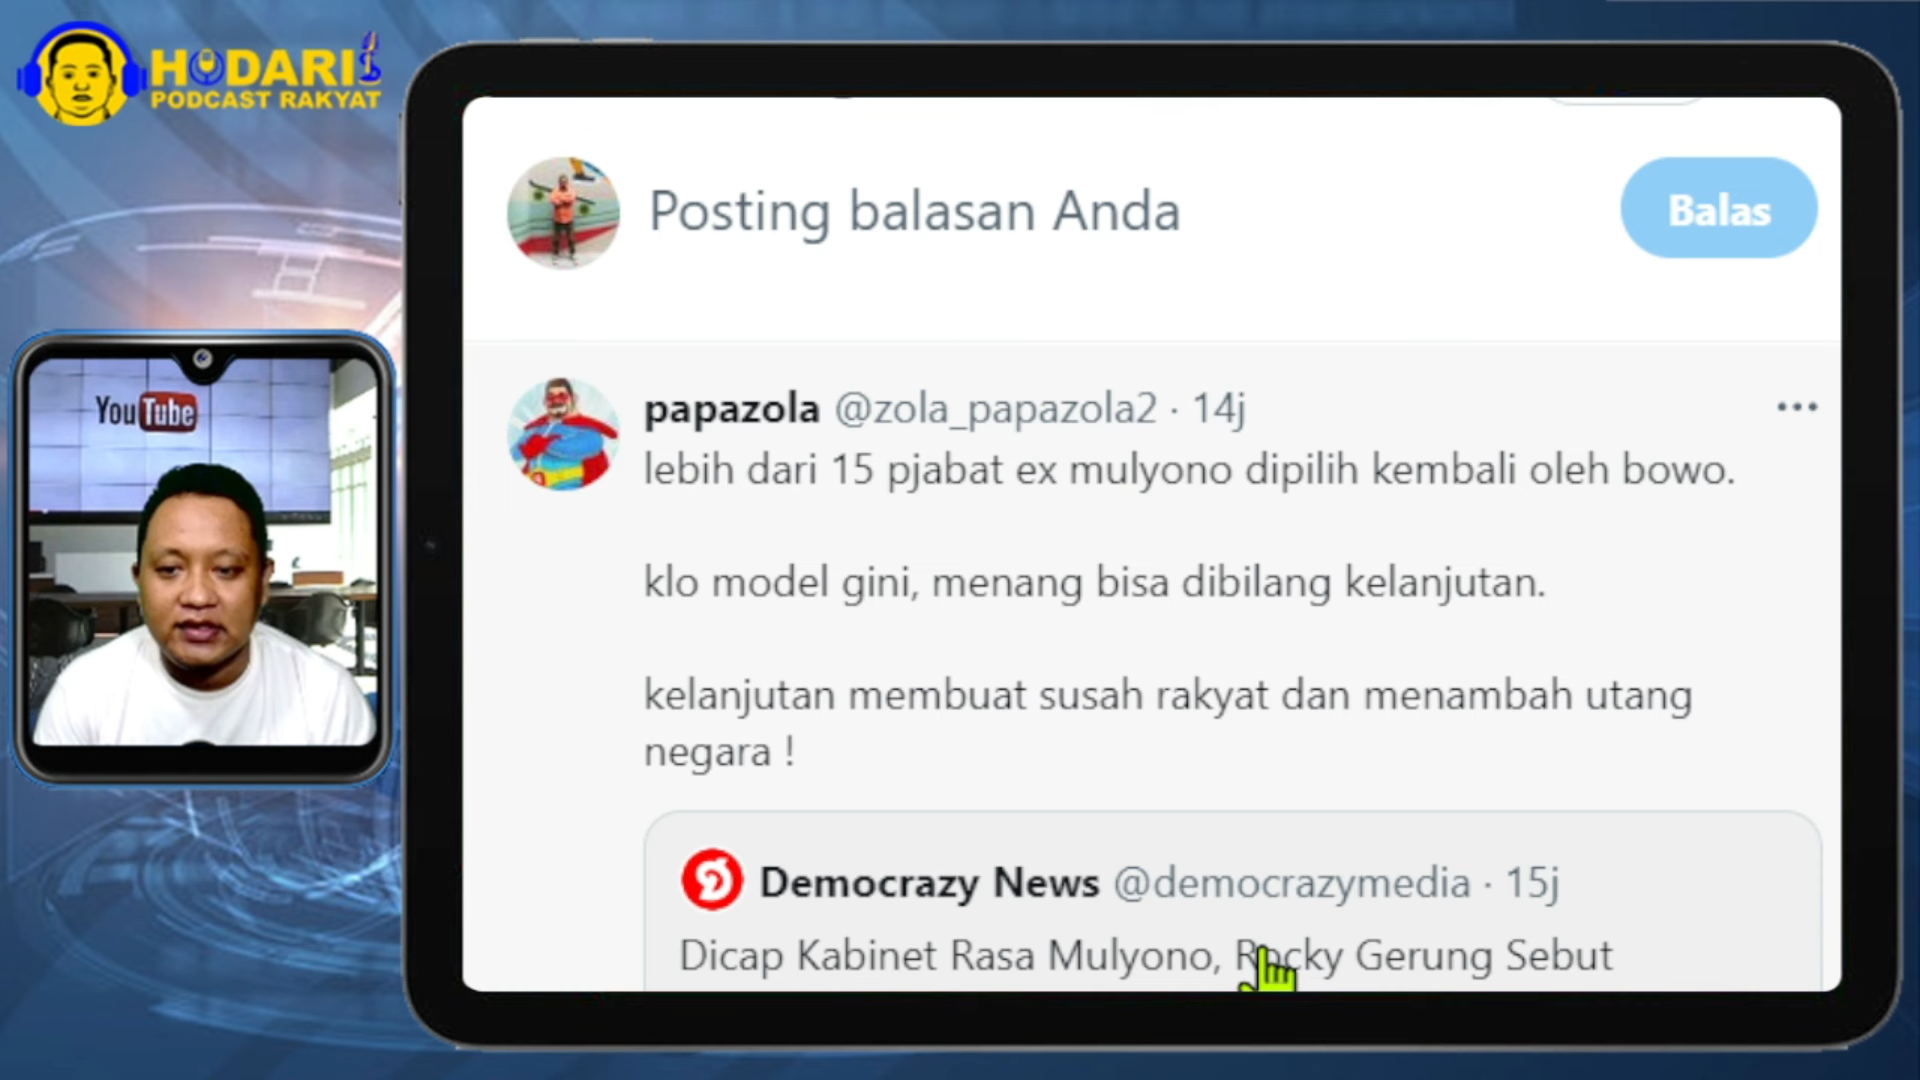 HODARI
PODCAST RAKYAT
YouTube
Posting balasan Anda
Balas
papazola @zola_papazola2 · 14j
lebih dari 15 pjabat ex mulyono dipilih kembali oleh bowo.
klo model gini, menang bisa dibilang kelanjutan.
kelanjutan membuat susah rakyat dan menambah utang
negara !
Democrazy News @democrazymedia · 15j
Dicap Kabinet Rasa Mulyono, Rocky Gerung Sebut